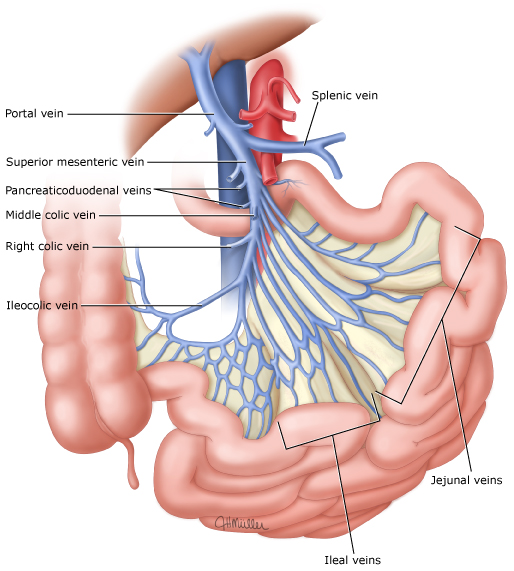 Splenic vein
Portal vein
Superior mesenteric vein
Pancreaticoduodenal veins
Middle colic vein
Right colic vein
Ileocolic vein
Jejunal veins
JHMuller
Ileal veins